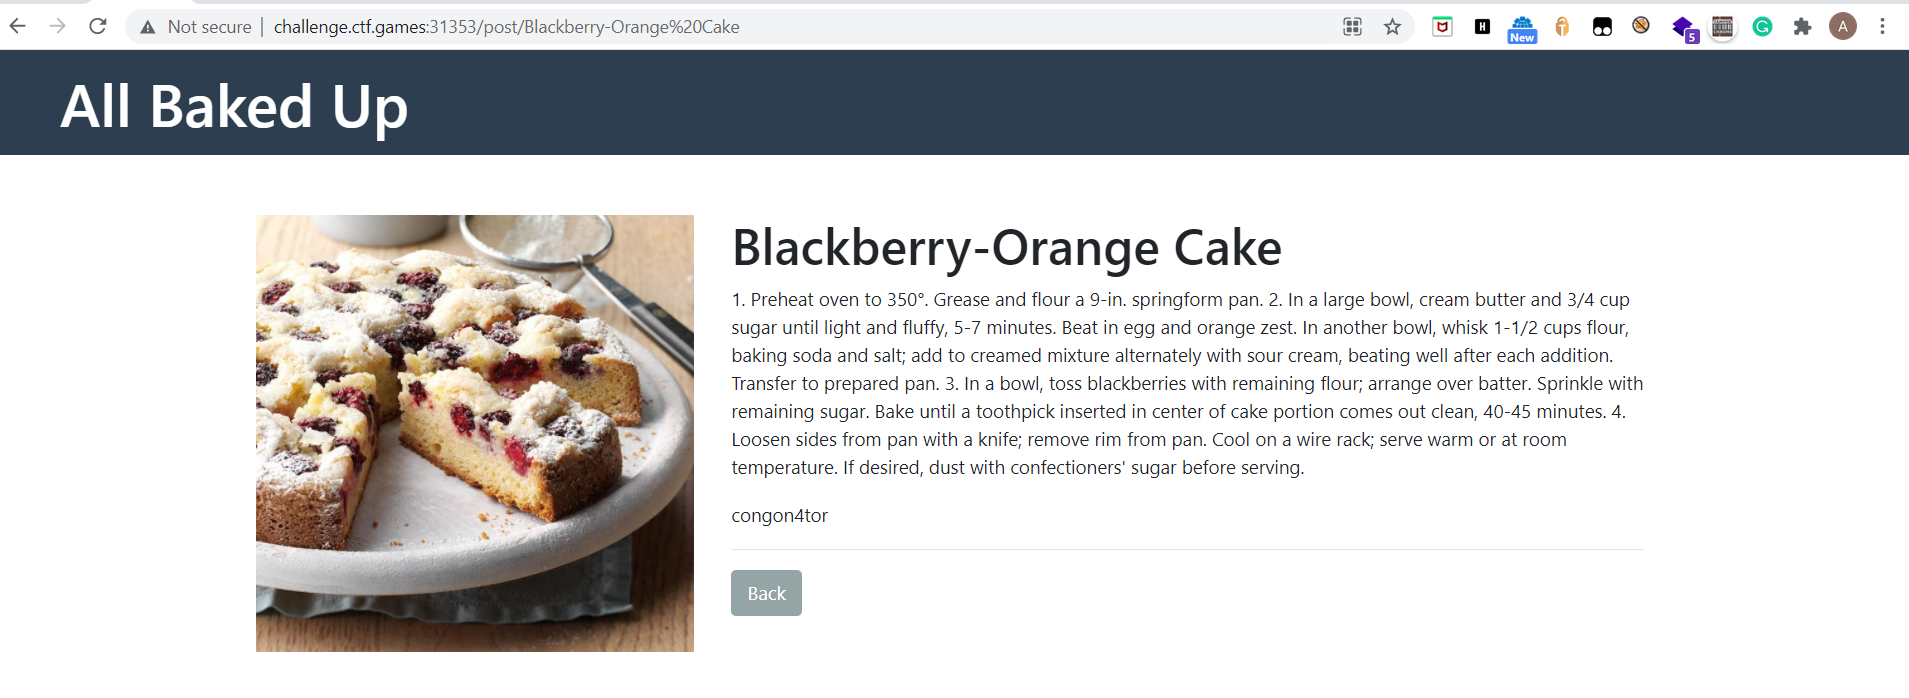 Not secure | challenge.ctf.games:31353/post/Blackberry-Orange%20Cake
H
New
5
G
A
All Baked Up
Blackberry-Orange Cake
1. Preheat oven to 350°. Grease and flour a 9-in. springform pan. 2. In a large bowl, cream butter and 3/4 cup
sugar until light and fluffy, 5-7 minutes. Beat in egg and orange zest. In another bowl, whisk 1-1/2 cups flour,
baking soda and salt; add to creamed mixture alternately with sour cream, beating well after each addition.
Transfer to prepared pan. 3. In a bowl, toss blackberries with remaining flour; arrange over batter. Sprinkle with
remaining sugar. Bake until a toothpick inserted in center of cake portion comes out clean, 40-45 minutes. 4.
Loosen sides from pan with a knife; remove rim from pan. Cool on a wire rack; serve warm or at room
temperature. If desired, dust with confectioners' sugar before serving.
congon4tor
Back